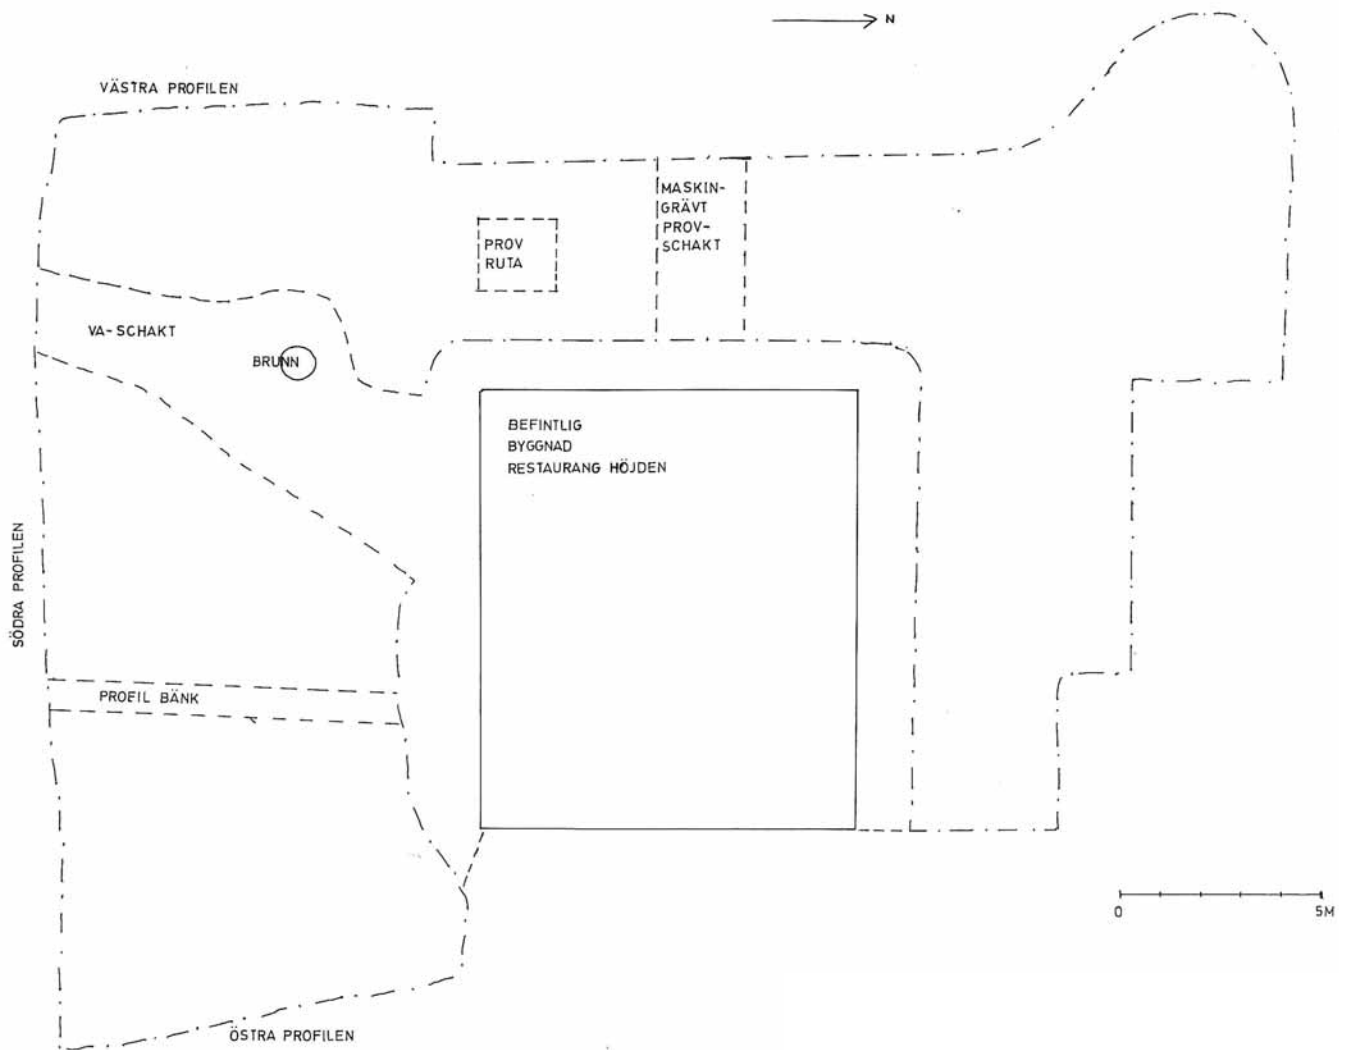 N
VÄSTRA PROFILEN
MASKIN-
GRÄVT
PROV-
SCHAKT
PROV
RUTA
VA-SCHAKT
BRUNN
BEFINTLIG
BYGGNAD
RESTAURANG HÖJDEN
SÖDRA PROFILEN
PROFIL BÄNK
0 5M
ÖSTRA PROFILEN